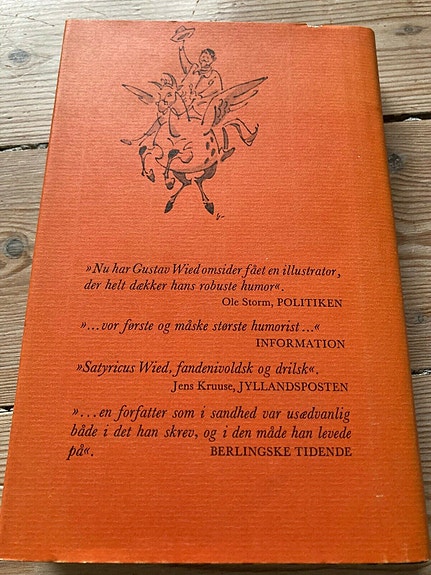 »Nu har Gustav Wied omsider fået en illustrator,
der helt dækker hans robuste humor«.
Ole Storm, POLITIKEN
»...vor første og måske største humorist...«
INFORMATION
»Satyricus Wied, fandenivoldsk og drilsk«.
Jens Kruuse, JYLLANDSPOSTEN
»...en forfatter som i sandhed var usædvanlig
både i det han skrev, og i den måde han levede
på«. BERLINGSKE TIDENDE